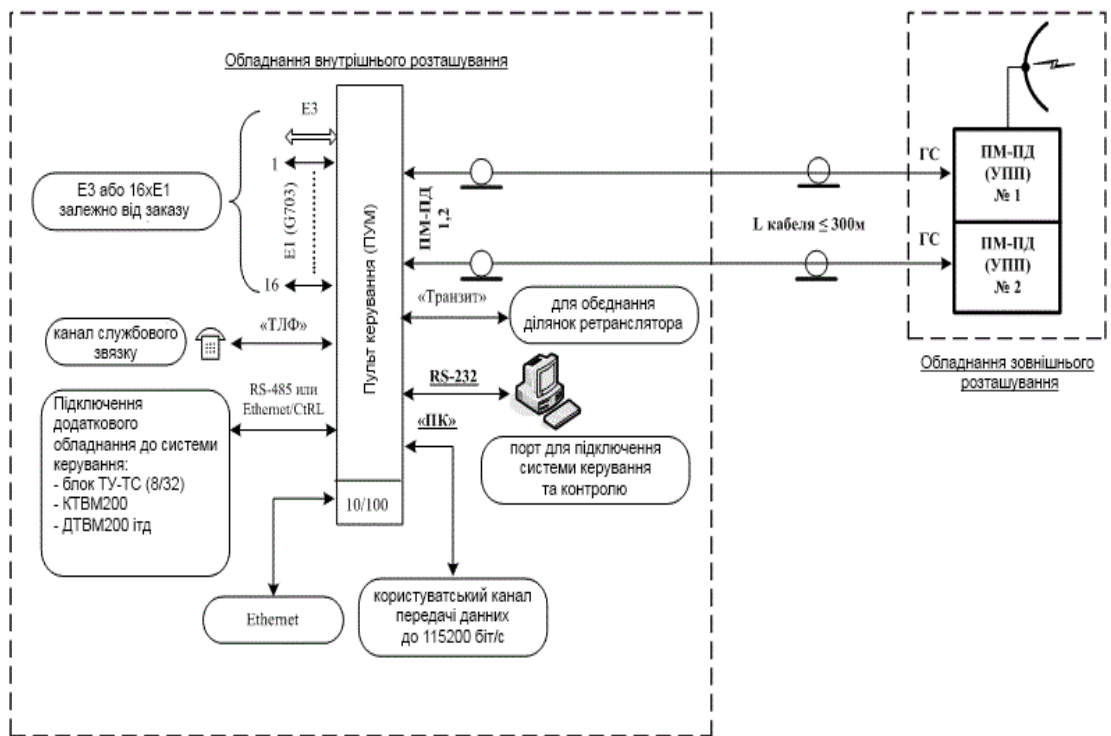 Обладнання внутрішнього розташування
E3
1
E1 (G703)
16
E3 або 16xE1
залежно від заказу
Пульт керування (ПУМ)
10/100
ПМ-ПД
1,2
ГС
ГС
L кабеля ≤ 300м
ПМ-ПД
(УПП)
№ 1
ПМ-ПД
(УПП)
№ 2
Обладнання зовнішнього
розташування
«Транзит»
для обєднання
ділянок ретранслятора
«ТЛФ»
канал службового
звязку
RS-485 или
Ethernet/CtRL
Підключення
додаткового
обладнання до системи
керування:
- блок ТУ-ТС (8/32)
- КТВМ200
- ДТВМ200 ітд
RS-232
«ПК»
порт для підключення
системи керування
та контролю
Ethernet
користуватський канал
передачі данних
до 115200 біт/с